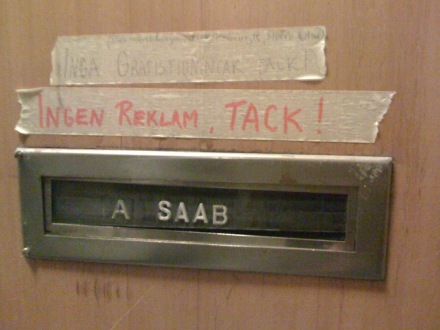 INGA GRATISTIDNINGAR TACK!
INGEN REKLAM, TACK!
A SAAB